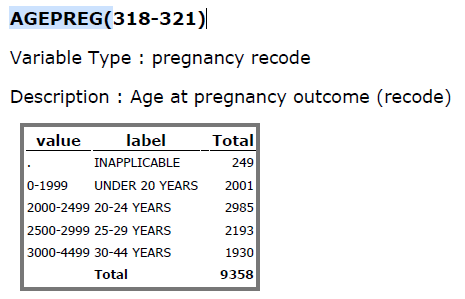 AGEPREG(318-321)
Variable Type : pregnancy recode
Description : Age at pregnancy outcome (recode)
value label Total
. INAPPLICABLE 249
0-1999 UNDER 20 YEARS 2001
2000-2499 20-24 YEARS 2985
2500-2999 25-29 YEARS 2193
3000-4499 30-44 YEARS 1930
Total 9358